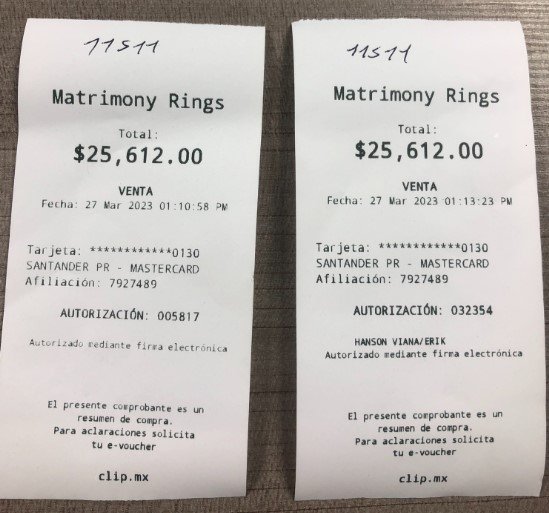 11511
Matrimony Rings
Total:
$25,612.00
VENTA
Fecha: 27 Mar 2023 01:10:58 PM
Tarjeta: ************0130
SANTANDER PR - MASTERCARD
Afiliación: 7927489
AUTORIZACIÓN: 005817
Autorizado mediante firma electrónica
El presente comprobante es un
resumen de compra.
Para aclaraciones solicita
tu e-voucher
clip.mx
11511
Matrimony Rings
Total:
$25,612.00
VENTA
Fecha: 27 Mar 2023 01:13:23 PM
Tarjeta: ************0130
SANTANDER PR - MASTERCARD
Afiliación: 7927489
AUTORIZACIÓN: 032354
HANSON VIANA/ERIK
Autorizado mediante firma electrónica
El presente comprobante es un
resumen de compra.
Para aclaraciones solicita
tu e-voucher
clip.mx